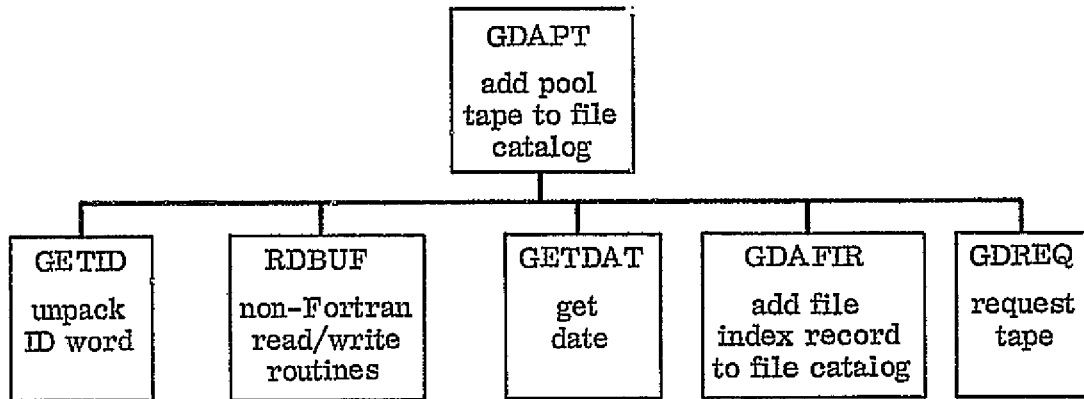 GDAPT
add pool
tape to file
catalog
GETID
unpack
ID word
RDBUF
non-Fortran
read/write
routines
GETDAT
get
date
GDAFIR
add file
index record
to file catalog
GDREQ
request
tape